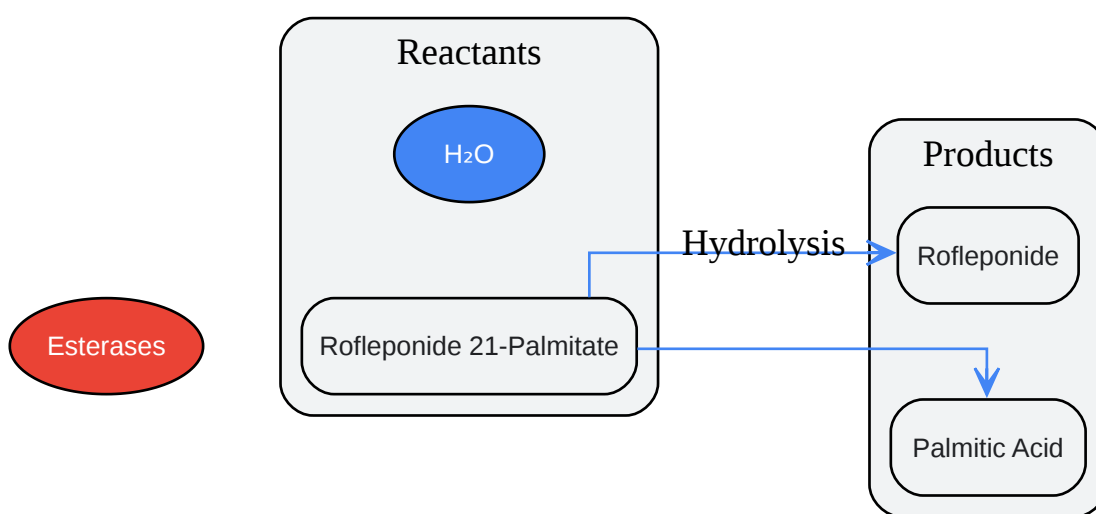 Reactants
H₂O
Products
Hydrolysis
Rofleponide
Esterases
Rofleponide 21-Palmitate
Palmitic Acid